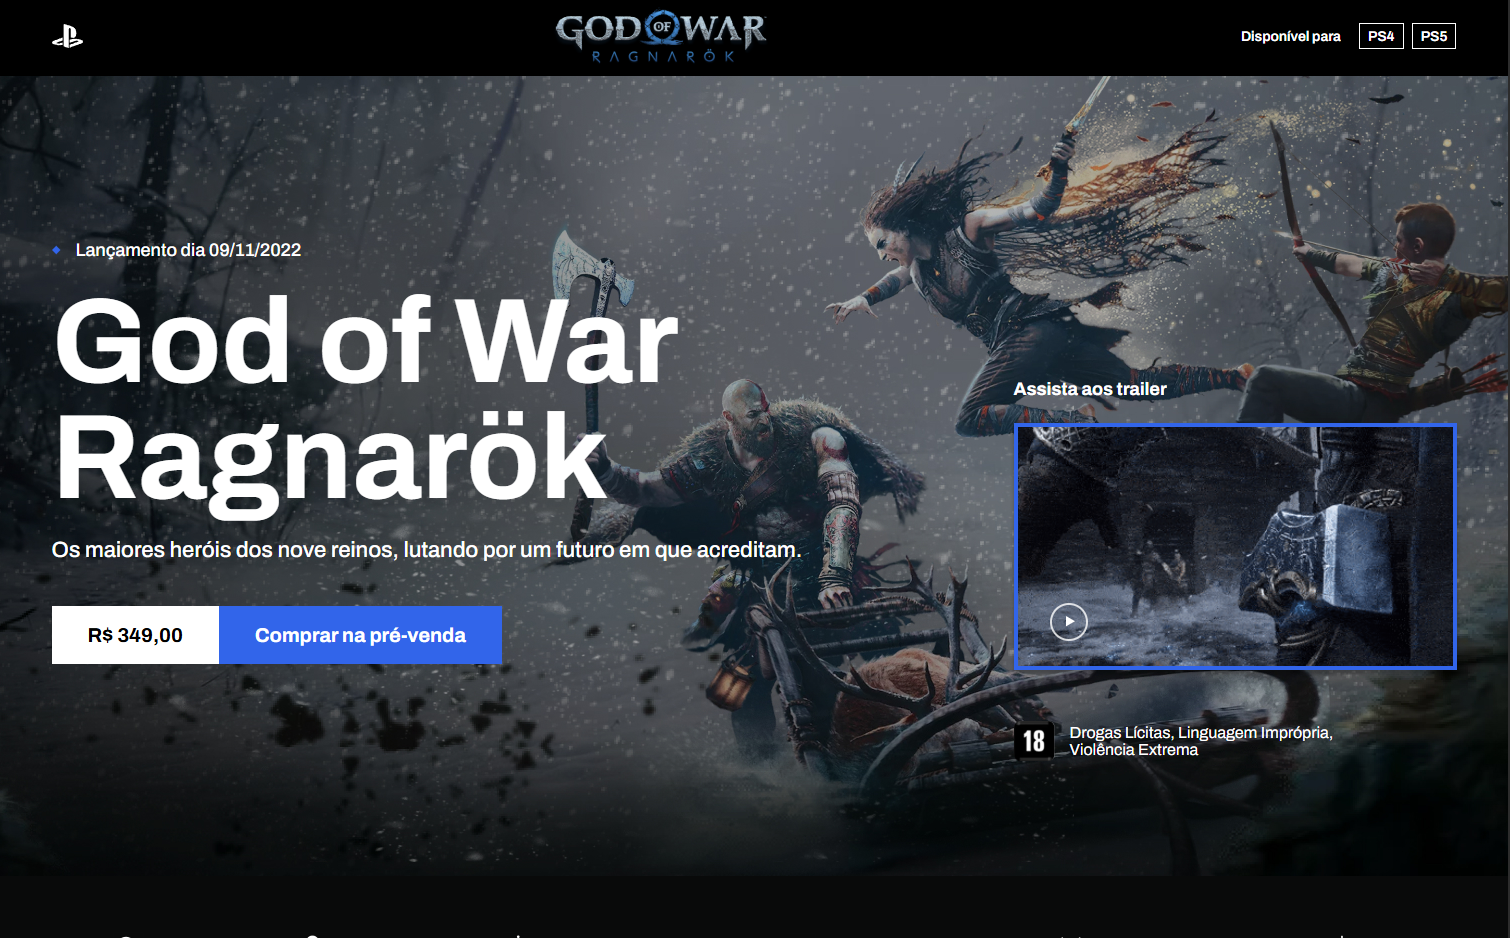 GOD OF WAR
RAGNARÖK
Disponível para
PS4
PS5
Lançamento dia 09/11/2022
God of War
Ragnarök
Os maiores heróis dos nove reinos, lutando por um futuro em que acreditam.
R$ 349,00
Comprar na pré-venda
Assista aos trailer
18
Drogas Lícitas, Linguagem Imprópria,
Violência Extrema